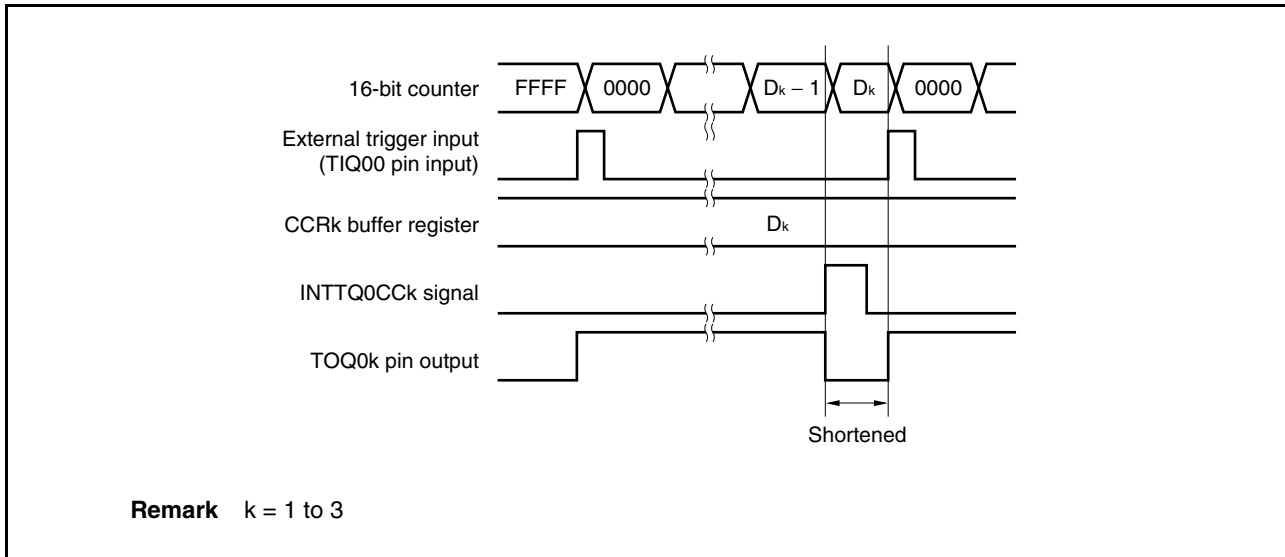 16-bit counter FFFF 0000 Dk − 1 Dk 0000
External trigger input
(TIQ00 pin input)
CCRk buffer register Dk
INTTQ0CCk signal
TOQ0k pin output
Shortened
Remark k = 1 to 3